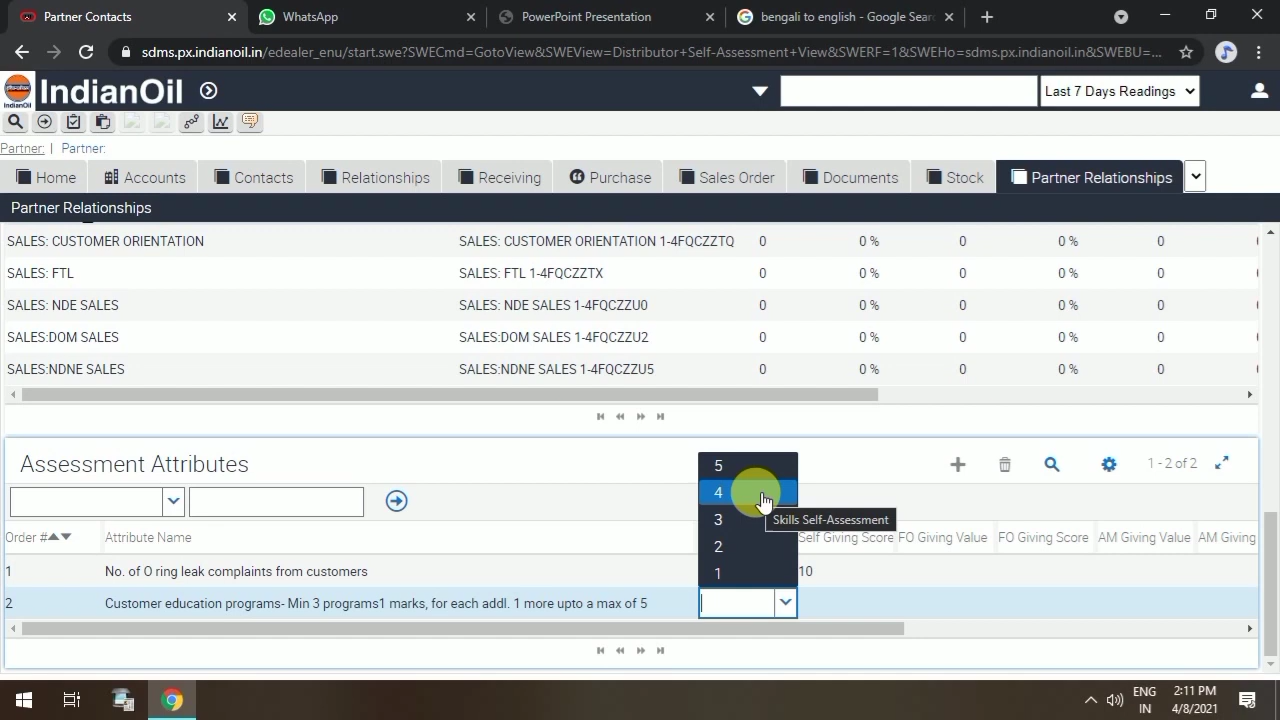 Partner Contacts
WhatsApp
PowerPoint Presentation
bengali to english - Google Sear
sdms.px.indianoil.in/edealer_enu/start.swe?SWECmd=GotoView&SWEView=Distributor+Self-Assessment+View&SWERF=1&SWEHo=sdms.px.indianoil.in&SWEBU=...
IndianOil
IndianOil
Last 7 Days Readings
Partner: | Partner:
Home
Accounts
Contacts
Relationships
Receiving
Purchase
Sales Order
Documents
Stock
Partner Relationships
Partner Relationships
SALES: CUSTOMER ORIENTATION SALES: CUSTOMER ORIENTATION 1-4FQCZZTQ 0 0 % 0 0 % 0
SALES: FTL SALES: FTL 1-4FQCZZTX 0 0 % 0 0 % 0
SALES: NDE SALES SALES: NDE SALES 1-4FQCZZU0 0 0 % 0 0 % 0
SALES:DOM SALES SALES:DOM SALES 1-4FQCZZU2 0 0 % 0 0 % 0
SALES:NDNE SALES SALES:NDNE SALES 1-4FQCZZU5 0 0 % 0 0 % 0
Assessment Attributes
1 - 2 of 2
5
4
3
2
1
Skills Self-Assessment
Order # Attribute Name Self Giving Score FO Giving Value FO Giving Score AM Giving Value AM Giving
1 No. of O ring leak complaints from customers 10
2 Customer education programs- Min 3 programs1 marks, for each addl. 1 more upto a max of 5
ENG
IN
2:11 PM
4/8/2021